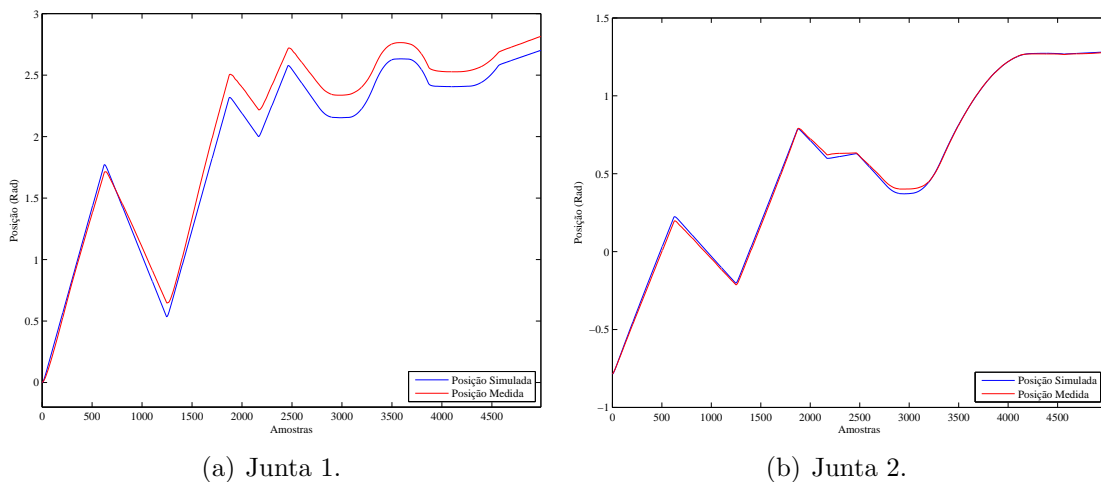 3
2.5
2
1.5
1
0.5
0
Posição (Rad)
0 500 1000 1500 2000 2500 3000 3500 4000 4500
Amostras
Posição Simulada
Posição Medida
(a) Junta 1.
1.5
1
0.5
0
−0.5
−1
Posição (Rad)
0 500 1000 1500 2000 2500 3000 3500 4000 4500
Amostras
Posição Simulada
Posição Medida
(b) Junta 2.